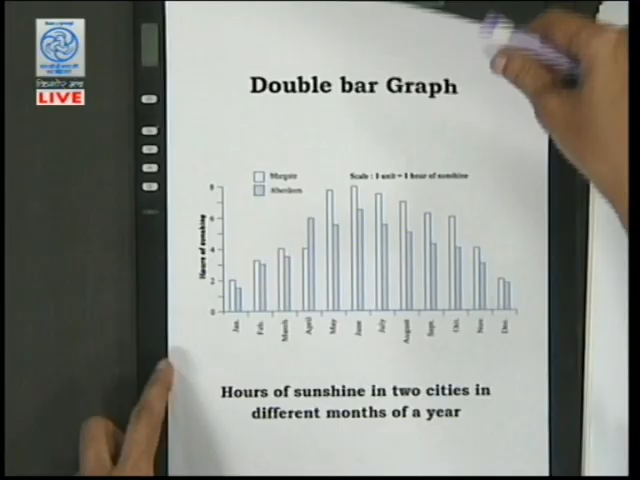 LIVE
Double bar Graph
Margate
Aberdeen
Scale : 1 unit = 1 hour of sunshine
Hours of sunshine
8
6
4
2
0
Jan.
Feb.
March
April
May
June
July
August
Sept.
Oct.
Nov.
Dec.
Hours of sunshine in two cities in
different months of a year